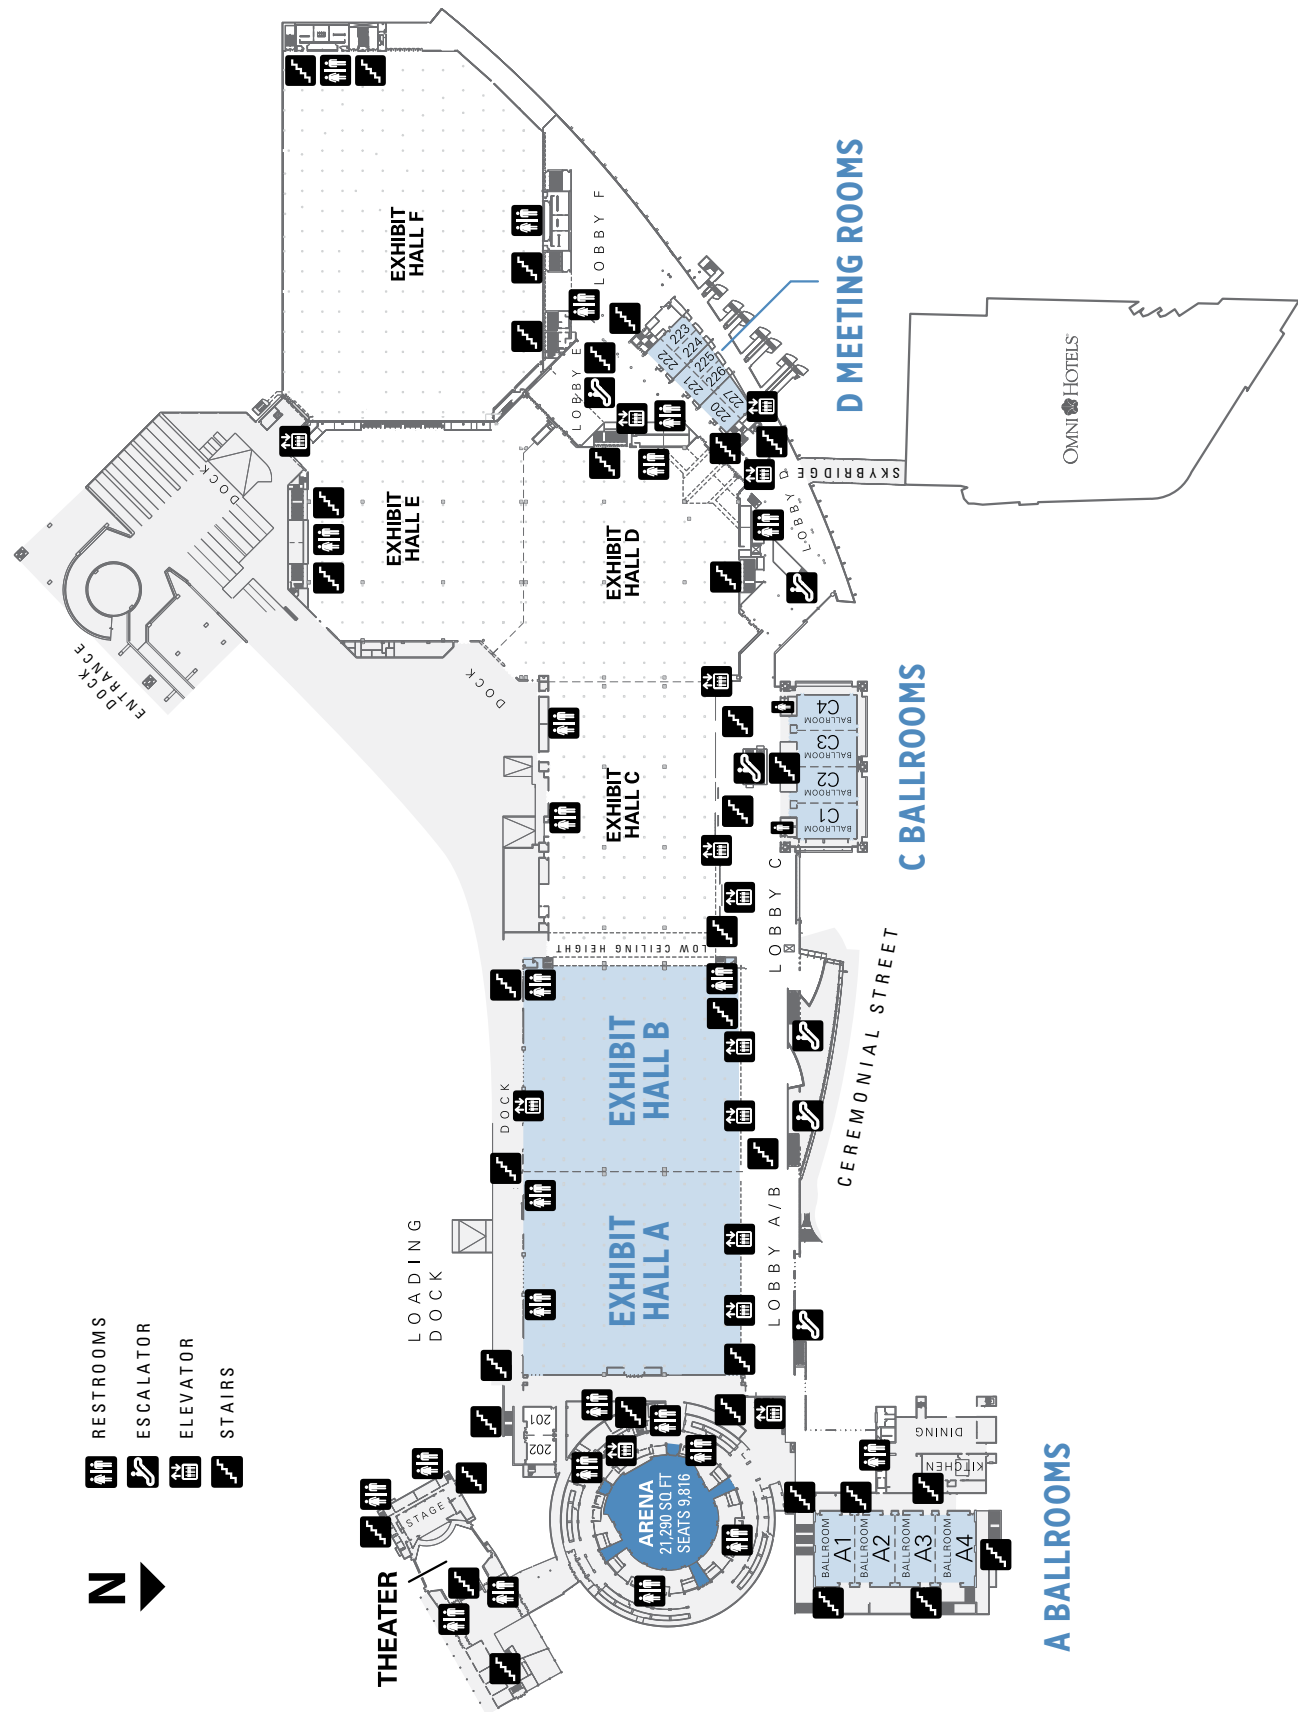 N
RESTROOMS
ESCALATOR
ELEVATOR
STAIRS
THEATER
STAGE
LOADING
DOCK
201
202
ARENA
21,290 SQ FT
SEATS 9,816
A BALLROOMS
BALLROOM
A1
BALLROOM
A2
BALLROOM
A3
BALLROOM
A4
KITCHEN
DINING
EXHIBIT
HALL A
EXHIBIT
HALL B
DOCK
LOBBY A/B
CEREMONIAL STREET
LOW CEILING HEIGHT
LOBBY C
C BALLROOMS
BALLROOM
C1
BALLROOM
C2
BALLROOM
C3
BALLROOM
C4
EXHIBIT
HALL C
DOCK
DOCK
ENTRANCE
DOCK
EXHIBIT
HALL D
EXHIBIT
HALL E
LOBBY D
SKYBRIDGE
OMNI HOTELS
D MEETING ROOMS
220
221
222
223
224
225
226
227
LOBBY E
LOBBY F
EXHIBIT
HALL F